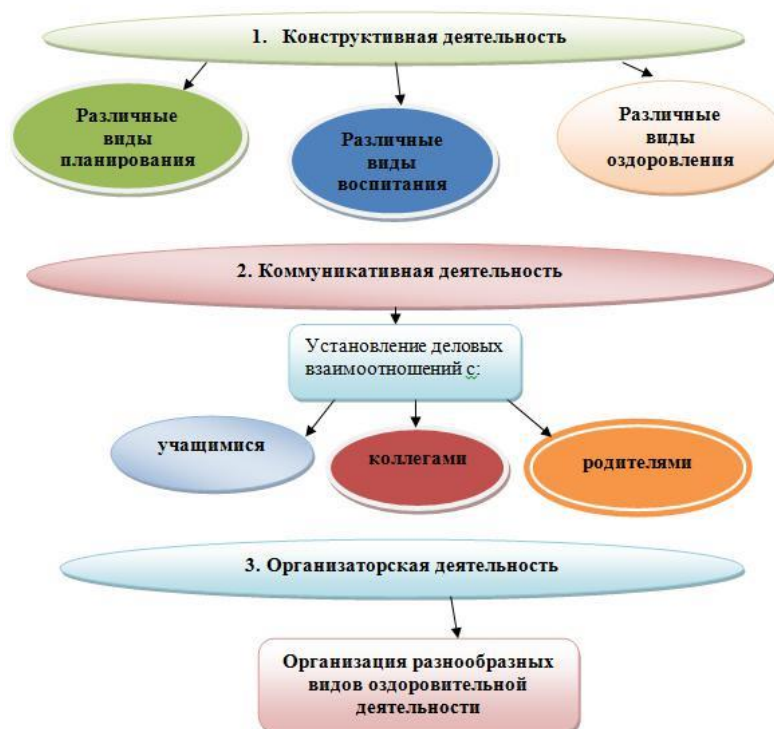 1. Конструктивная деятельность
Различные
виды
планирования
Различные
виды
воспитания
Различные
виды
оздоровления
2. Коммуникативная деятельность
Установление деловых
взаимоотношений с:
учащимися
коллегами
родителями
3. Организаторская деятельность
Организация разнообразных
видов оздоровительной
деятельности